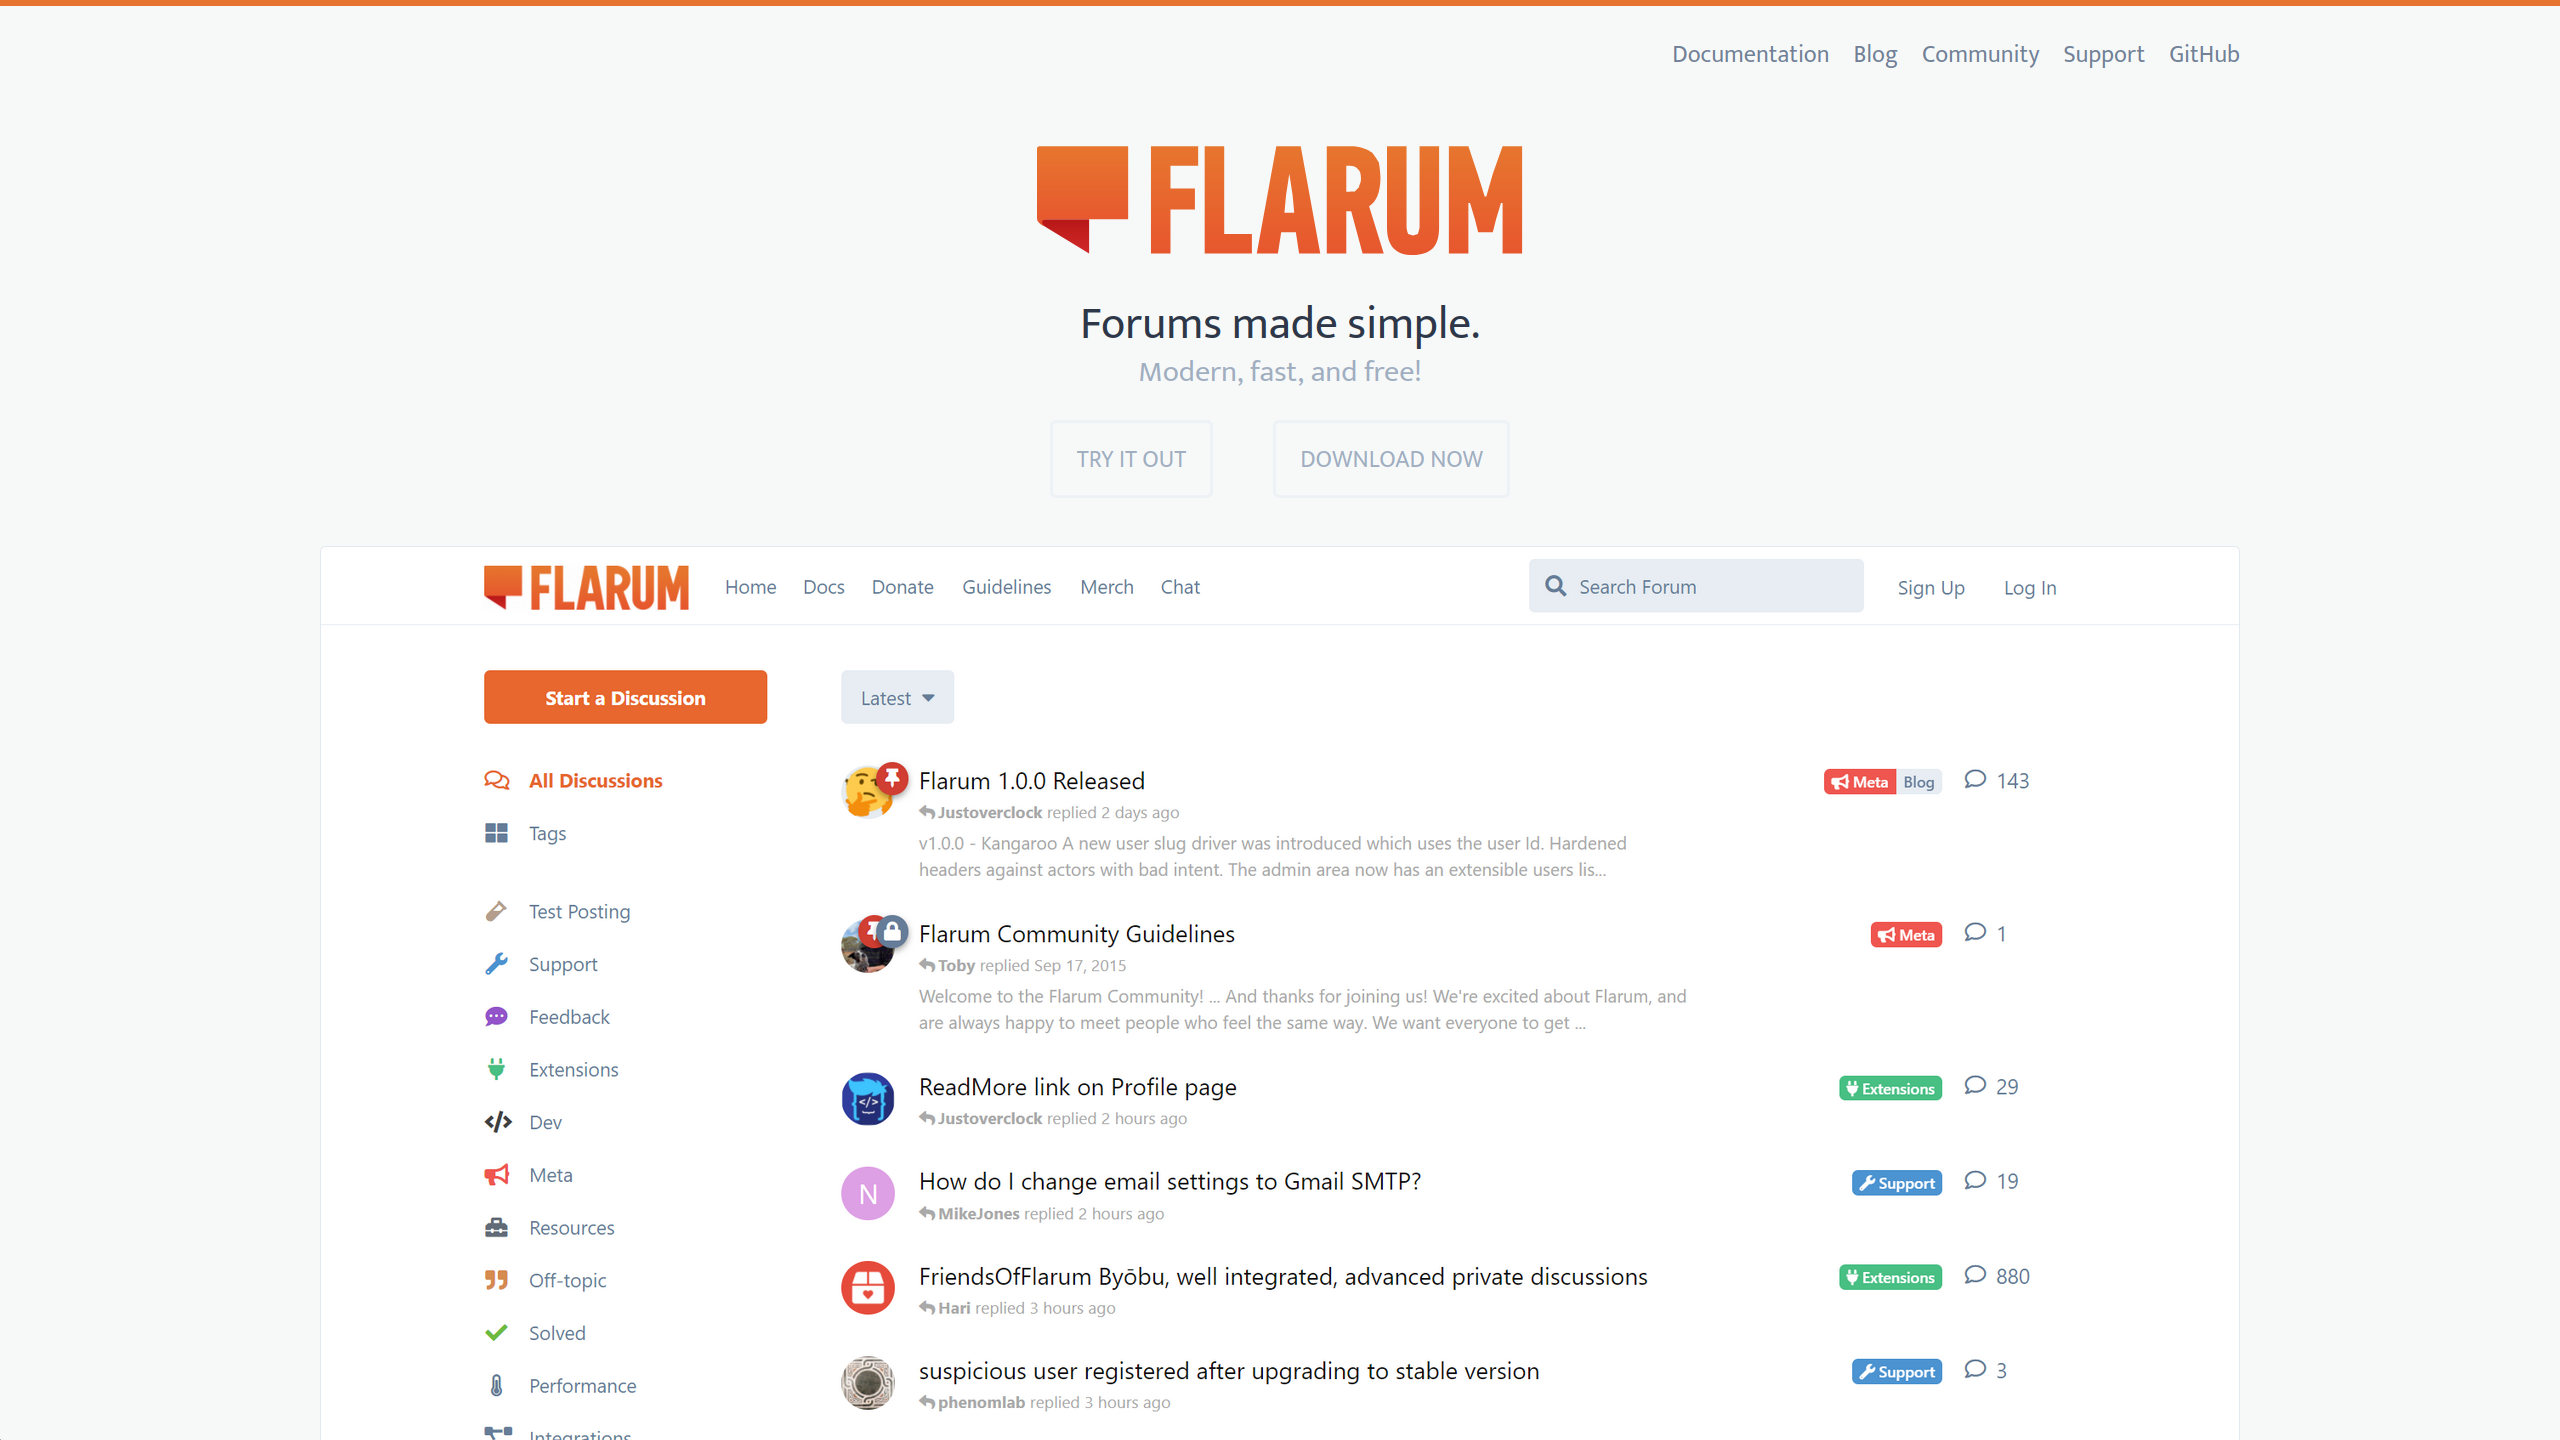 Documentation Blog Community Support GitHub
FLARUM
Forums made simple.
Modern, fast, and free!
TRY IT OUT DOWNLOAD NOW
FLARUM Home Docs Donate Guidelines Merch Chat Search Forum Sign Up Log In
Start a Discussion
Latest
All Discussions
Tags
Test Posting
Support
Feedback
Extensions
Dev
Meta
Resources
Off-topic
Solved
Performance
Integrations
Flarum 1.0.0 Released Meta Blog 143
Justoverclock replied 2 days ago
v1.0.0 - Kangaroo A new user slug driver was introduced which uses the user Id. Hardened
headers against actors with bad intent. The admin area now has an extensible users lis...
Flarum Community Guidelines Meta 1
Toby replied Sep 17, 2015
Welcome to the Flarum Community! ... And thanks for joining us! We're excited about Flarum, and
are always happy to meet people who feel the same way. We want everyone to get ...
ReadMore link on Profile page Extensions 29
Justoverclock replied 2 hours ago
N
How do I change email settings to Gmail SMTP? Support 19
MikeJones replied 2 hours ago
FriendsOfFlarum Byōbu, well integrated, advanced private discussions Extensions 880
Hari replied 3 hours ago
suspicious user registered after upgrading to stable version Support 3
phenomlab replied 3 hours ago